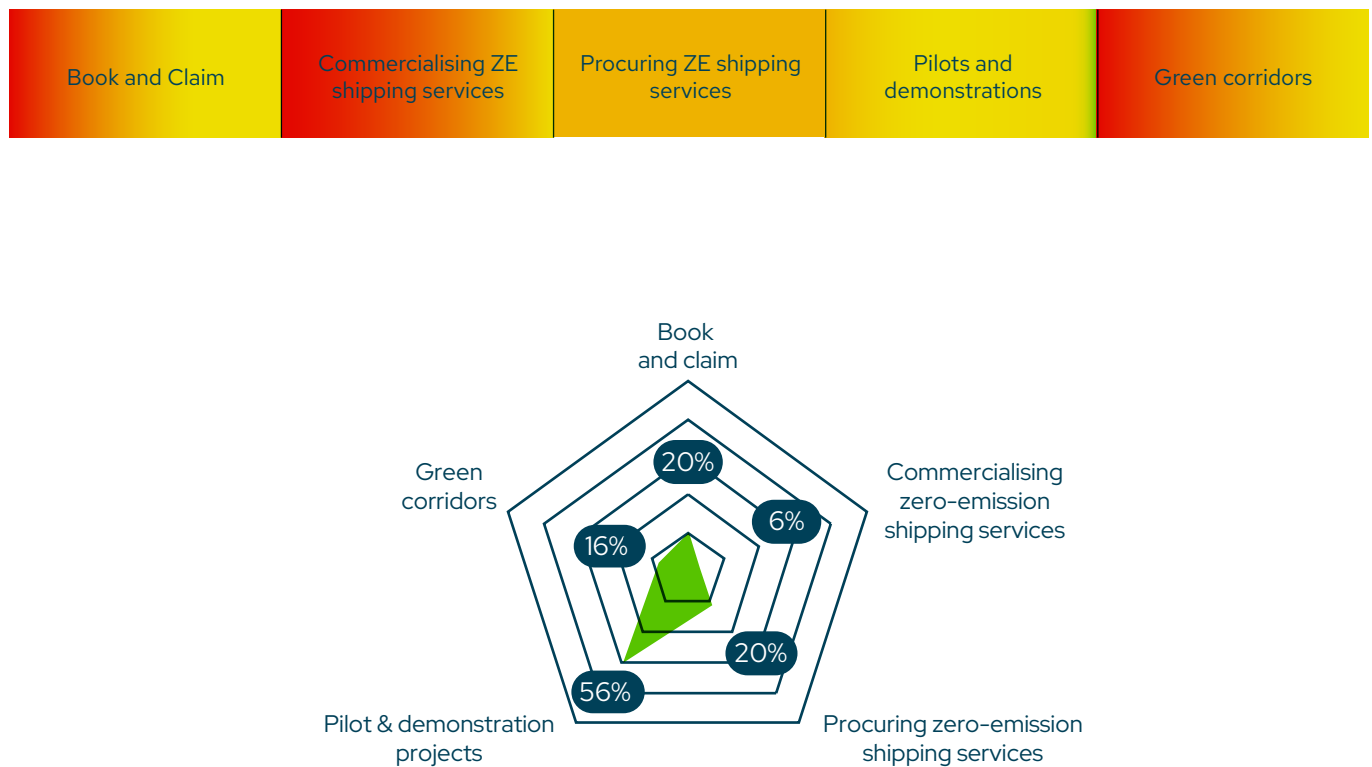 Book and Claim
Commercialising ZE
shipping services
Procuring ZE shipping
services
Pilots and
demonstrations
Green corridors
Book
and claim
20%
Green
corridors
Commercialising
zero-emission
shipping services
6%
16%
20%
56%
Pilot & demonstration
projects
Procuring zero-emission
shipping services